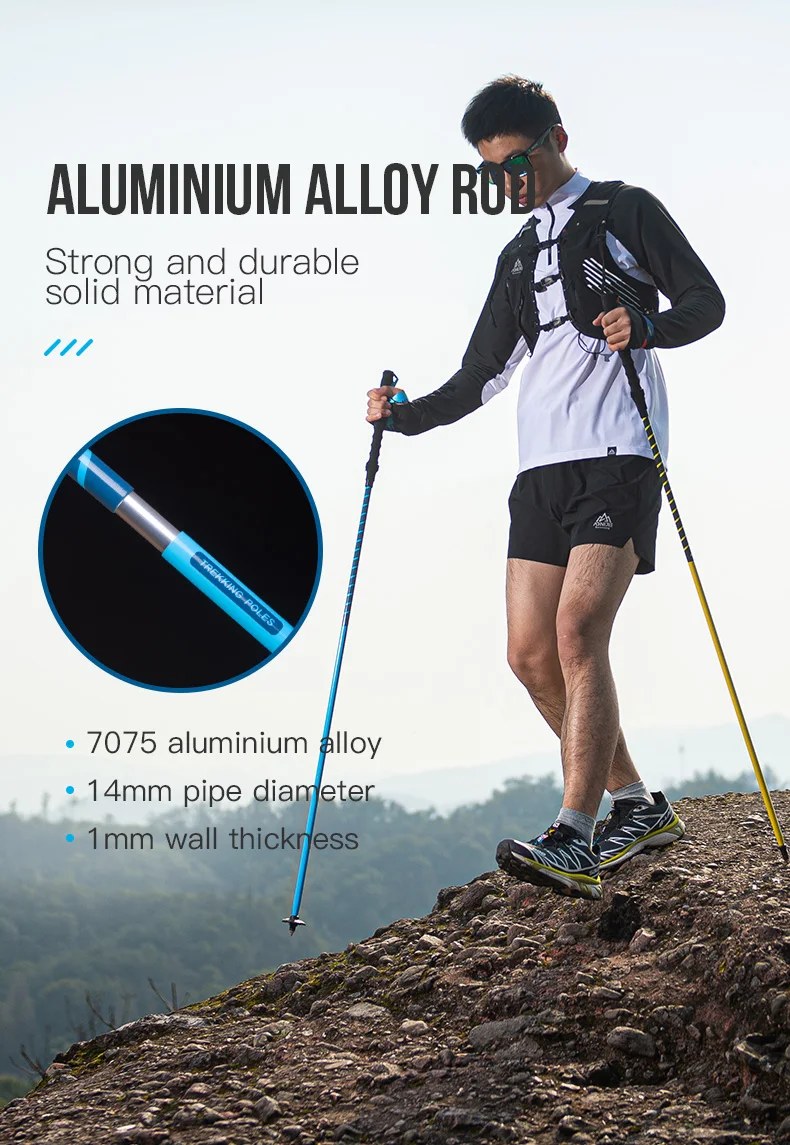 ALUMINIUM ALLOY ROD
Strong and durable
solid material
TREKKING POLES
• 7075 aluminium alloy
• 14mm pipe diameter
• 1mm wall thickness